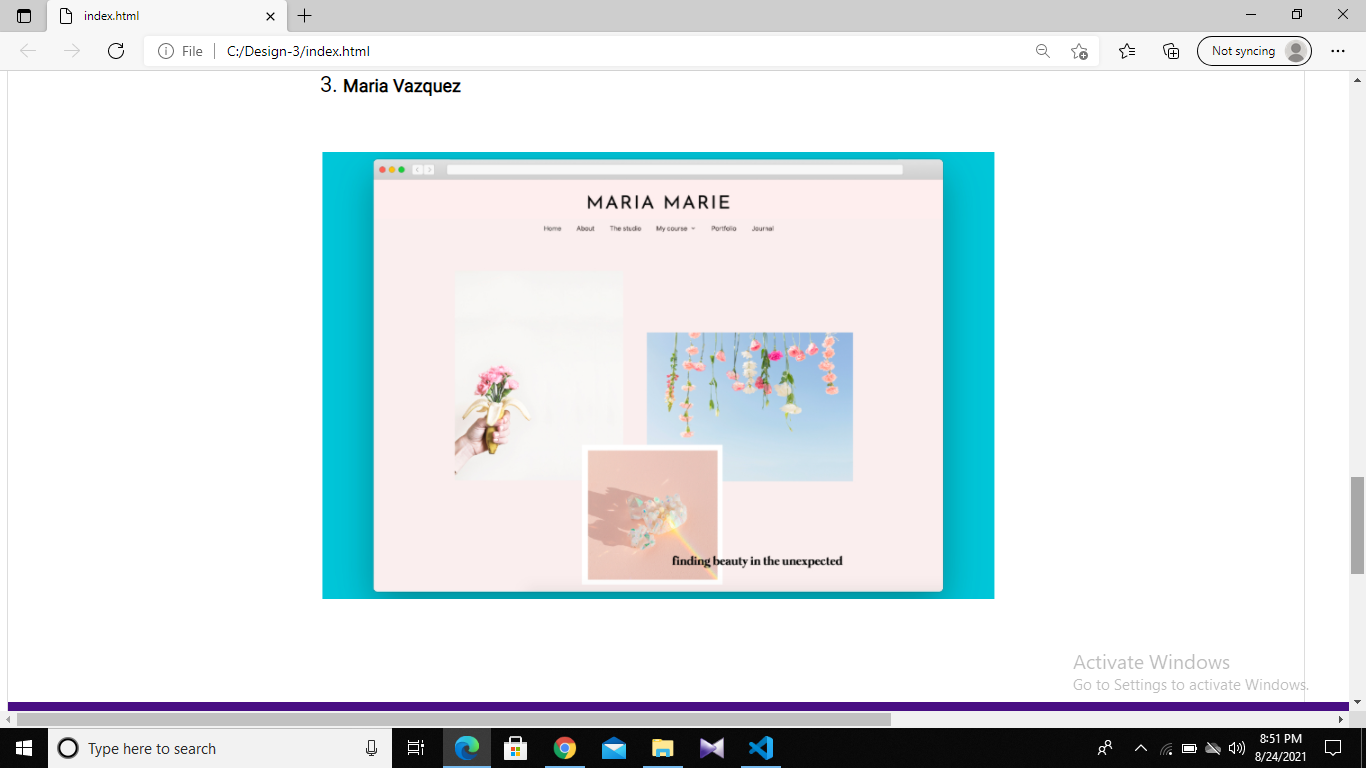 index.html
File
C:/Design-3/index.html
Not syncing
3. Maria Vazquez
MARIA MARIE
Home About The studio My course Portfolio Journal
finding beauty in the unexpected
Activate Windows
Go to Settings to activate Windows.
Type here to search
8:51 PM
8/24/2021